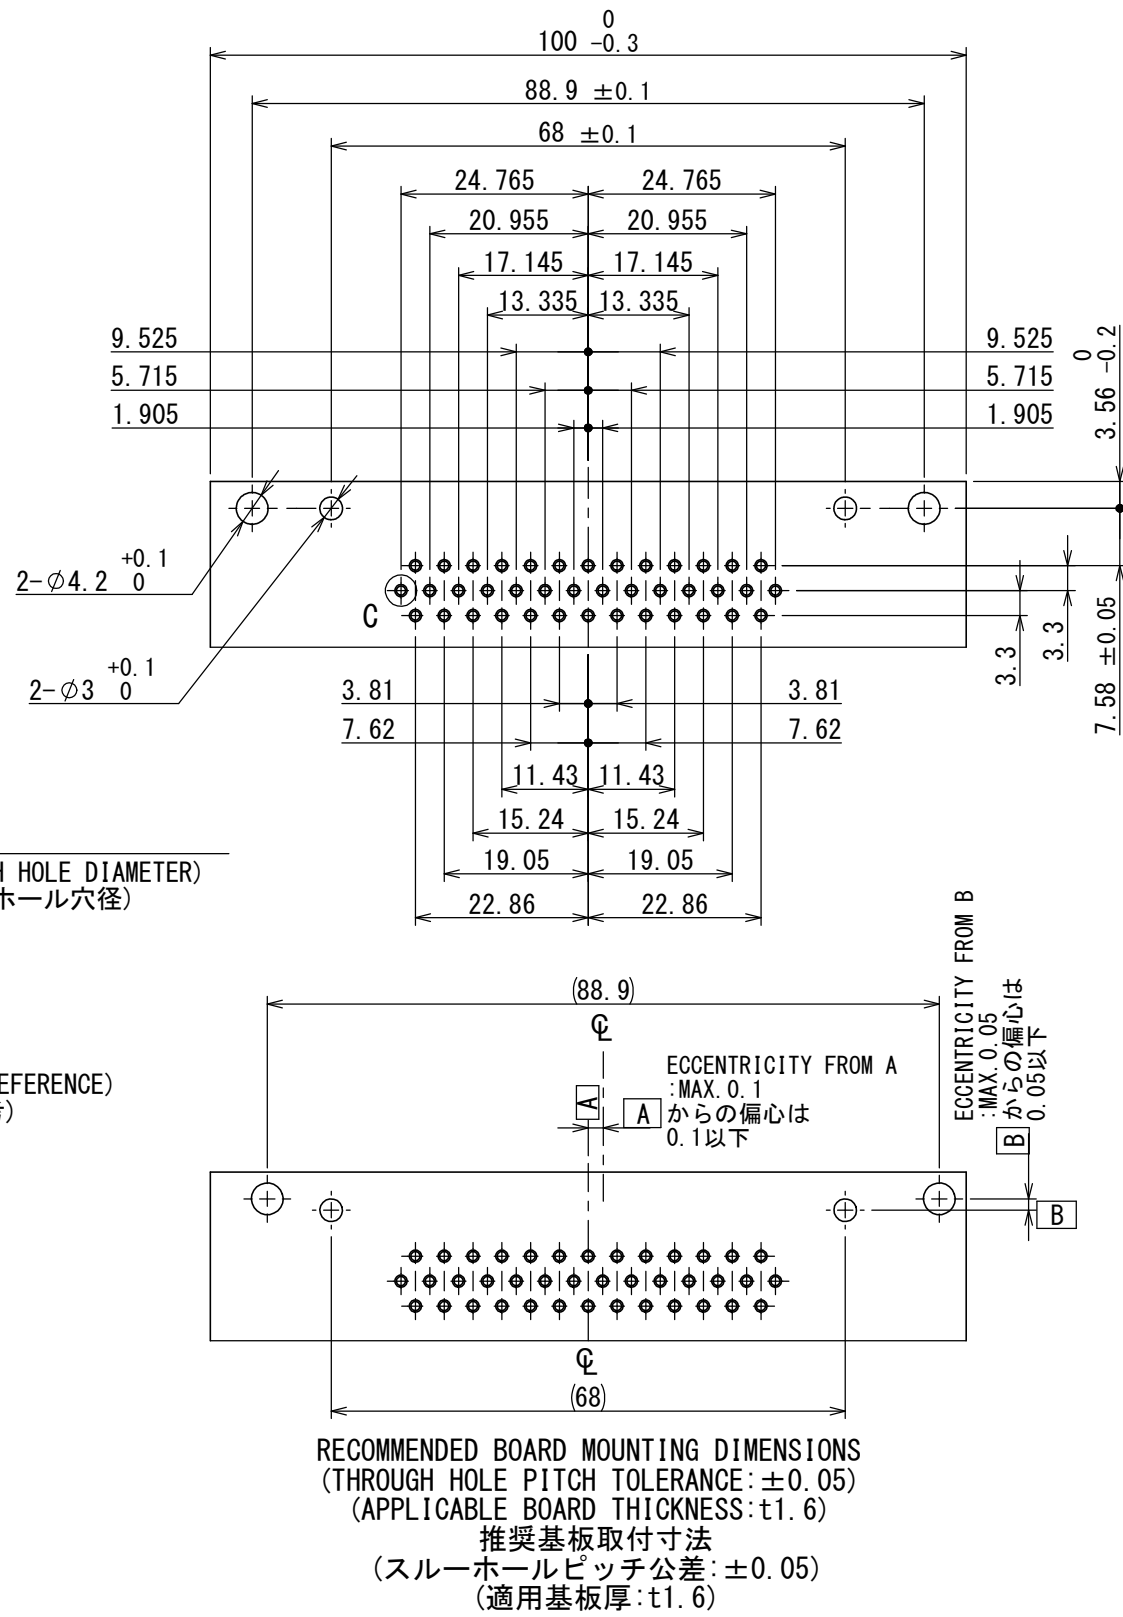 0
100 -0.3
88.9 ±0.1
68 ±0.1
24.765 24.765
20.955 20.955
17.145 17.145
13.335 13.335
9.525 9.525
5.715 5.715
1.905 1.905
0
3.56 -0.2
+0.1
2-∅4.2 0
C
+0.1
2-∅3 0
3.3
3.3
7.58 ±0.05
3.81 3.81
7.62 7.62
11.43 11.43
15.24 15.24
19.05 19.05
22.86 22.86
H HOLE DIAMETER)
ホール穴径)
(88.9)
℄
ECCENTRICITY FROM A
:MAX.0.1
からの偏心は
0.1以下
A
A
ECCENTRICITY FROM B
:MAX.0.05
からの偏心は
0.05以下
B
B
EFERENCE)
℄
(68)
RECOMMENDED BOARD MOUNTING DIMENSIONS
(THROUGH HOLE PITCH TOLERANCE:±0.05)
(APPLICABLE BOARD THICKNESS:t1.6)
推奨基板取付寸法
(スルーホールピッチ公差:±0.05)
(適用基板厚:t1.6)